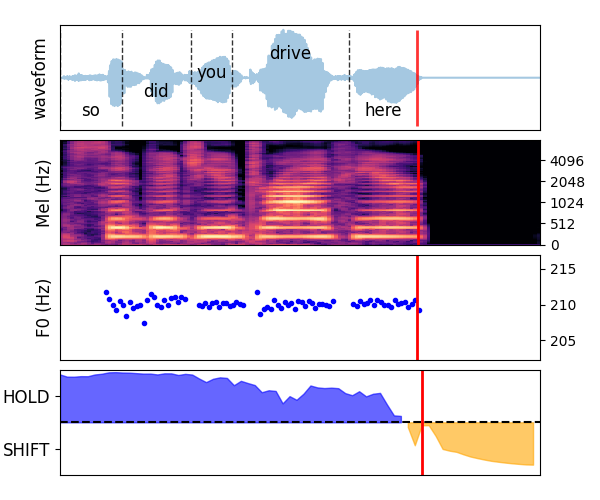 waveform
so did you drive here
Mel (Hz)
4096
2048
1024
512
0
F0 (Hz)
215
210
205
HOLD
SHIFT